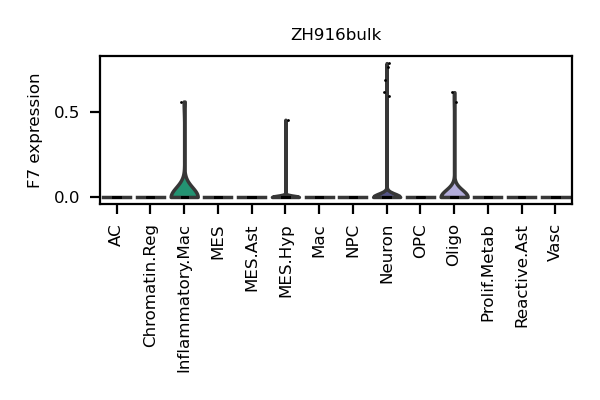 ZH916bulk
F7 expression
0.5
0.0
AC
Chromatin.Reg
Inflammatory.Mac
MES
MES.Ast
MES.Hyp
Mac
NPC
Neuron
OPC
Oligo
Prolif.Metab
Reactive.Ast
Vasc